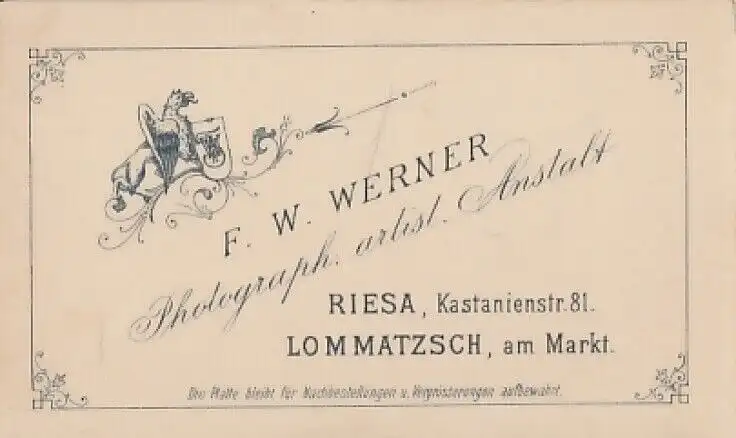 F. W. WERNER
Photograph. artist. Anstalt
RIESA, Kastanienstr. 81.
LOMMATZSCH, am Markt.
Die Platte bleibt für Nachbestellungen u. Vergrösserungen aufbewahrt.